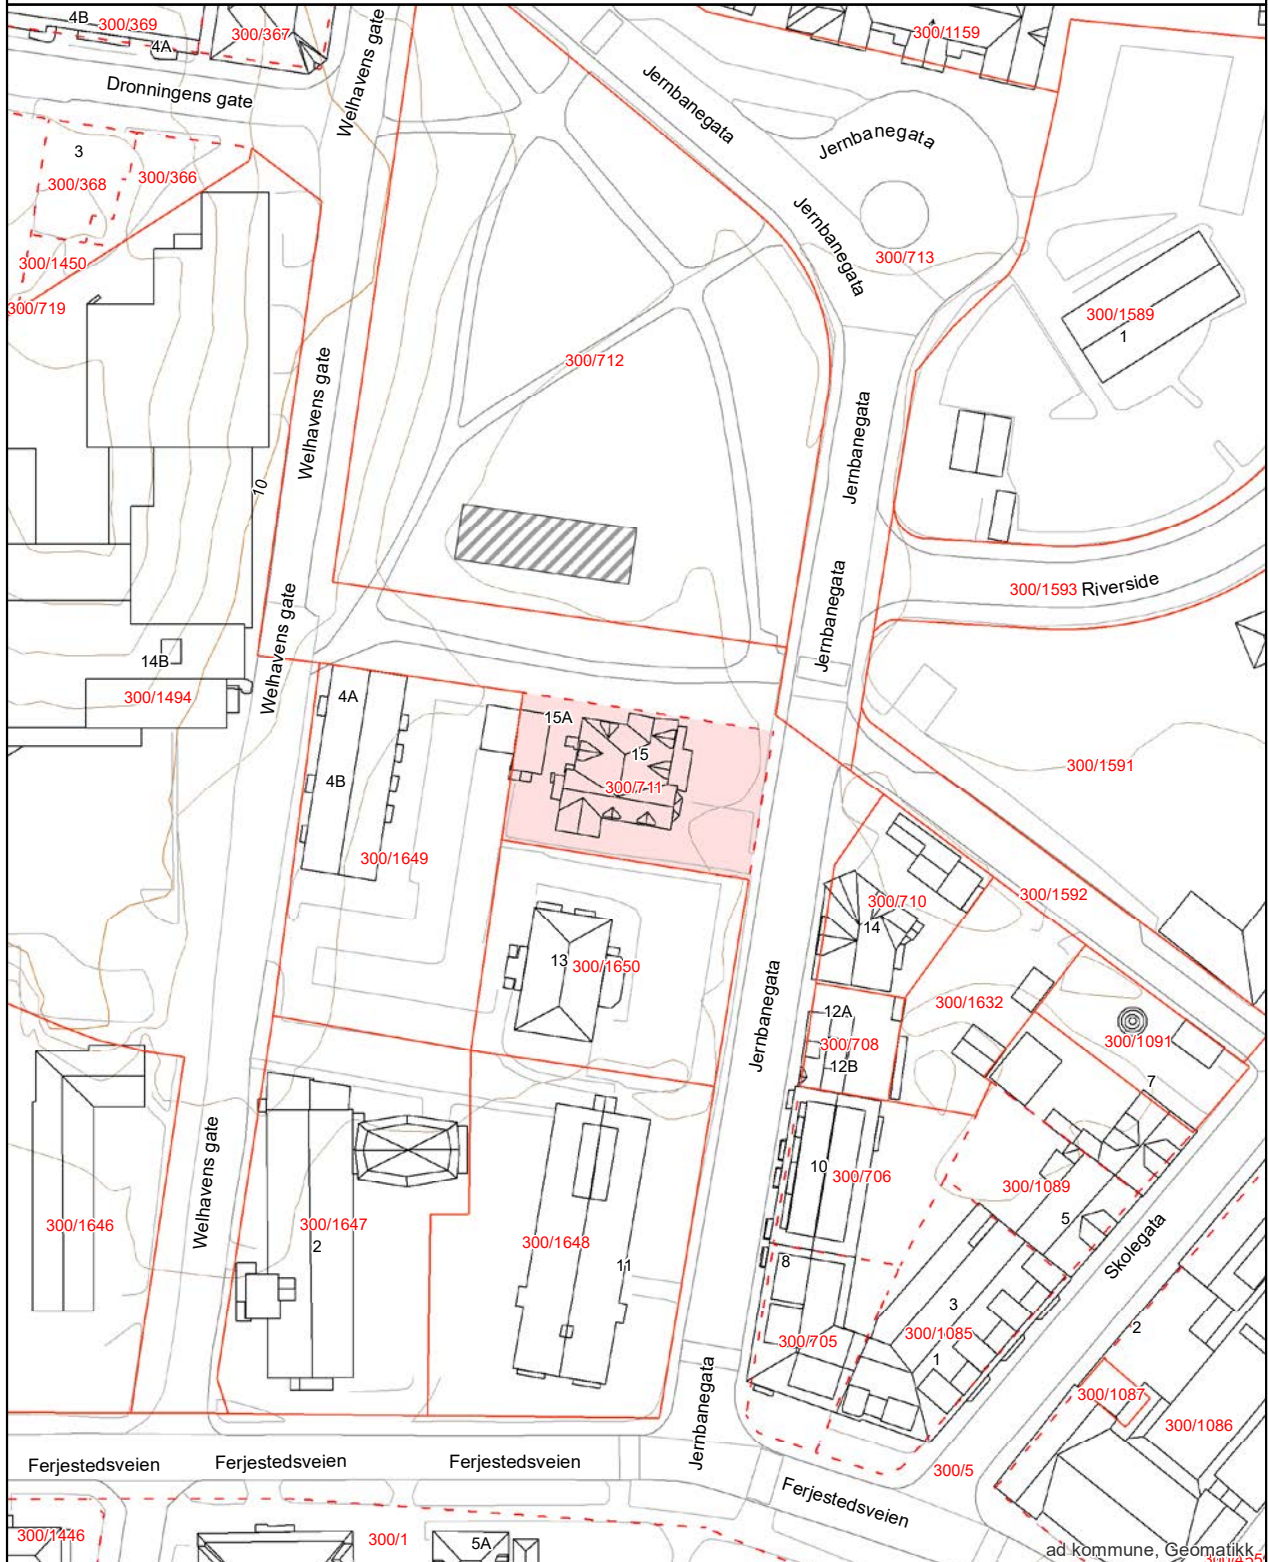 4B
300/369
4A
300/367
Welhavens gate
300/1159
Dronningens gate
Jernbanegata
Jernbanegata
3
300/368
300/366
300/1450
300/719
Jernbanegata
300/713
300/1589
1
300/712
Welhavens gate
Jernbanegata
10
300/1593
Riverside
Jernbanegata
Welhavens gate
14B
300/1494
4A
4B
300/1649
15A
15
300/711
300/1591
300/710
14
300/1592
13
300/1650
Jernbanegata
300/1632
12A
300/708
12B
300/1091
7
Welhavens gate
10
300/706
300/1089
5
300/1646
300/1647
2
300/1648
11
8
Skolegata
3
300/1085
1
300/705
2
300/1087
300/1086
Jernbanegata
Ferjestedsveien
Ferjestedsveien
Ferjestedsveien
300/5
Ferjestedsveien
300/1446
300/1
5A
ad kommune, Geomatikk